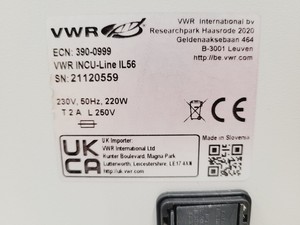 VWR
VWR International bv
Researchpark Haasrode 2020
Geldenaaksebaan 464
B-3001 Leuven
http://be.vwr.com
ECN: 390-0999
VWR INCU-Line IL56
SN: 21120559
230V, 50Hz, 220W
T 2 A L 250V
UK
CA
UK Importer:
VWR International Ltd
Hunter Boulevard, Magna Park
Lutterworth, Leicestershire, LE17 4XN
http://uk.vwr.com
Made in Slovenia